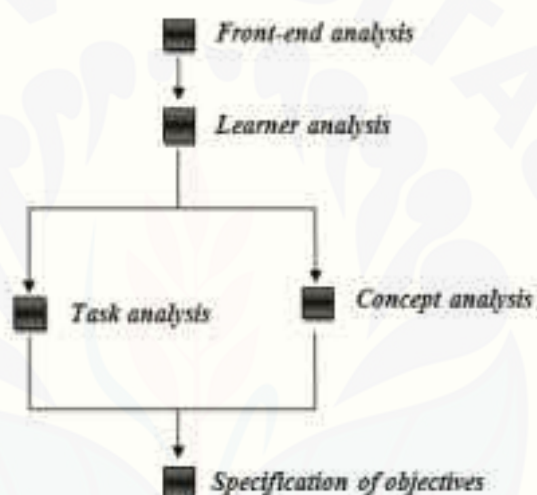 Front-end analysis
Learner analysis
Task analysis
Concept analysis
Specification of objectives